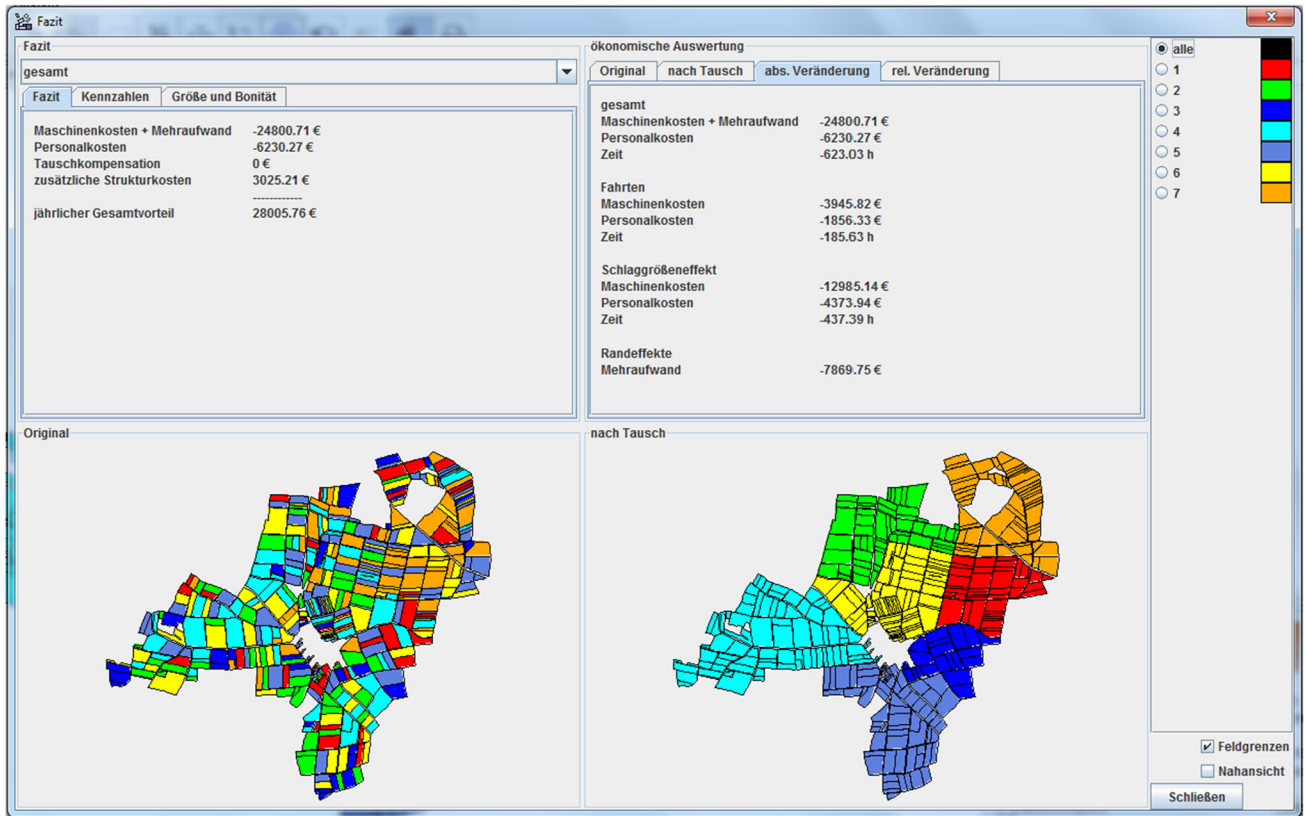 Fazit
Fazit
gesamt
Fazit Kennzahlen Größe und Bonität
Maschinenkosten + Mehraufwand -24800.71 €
Personalkosten -6230.27 €
Tauschkompensation 0 €
zusätzliche Strukturkosten 3025.21 €
------------
jährlicher Gesamtvorteil 28005.76 €
ökonomische Auswertung
Original nach Tausch abs. Veränderung rel. Veränderung
gesamt
Maschinenkosten + Mehraufwand -24800.71 €
Personalkosten -6230.27 €
Zeit -623.03 h
Fahrten
Maschinenkosten -3945.82 €
Personalkosten -1856.33 €
Zeit -185.63 h
Schlaggrößeneffekt
Maschinenkosten -12985.14 €
Personalkosten -4373.94 €
Zeit -437.39 h
Randeffekte
Mehraufwand -7869.75 €
alle
1
2
3
4
5
6
7
Original
nach Tausch
Feldgrenzen
Nahansicht
Schließen